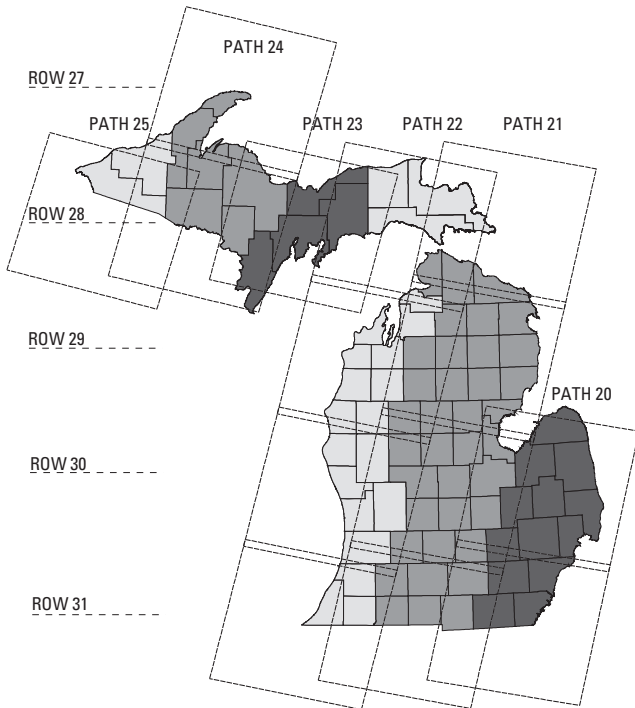 PATH 24
ROW 27
PATH 25
PATH 23
PATH 22
PATH 21
ROW 28
ROW 29
PATH 20
ROW 30
ROW 31